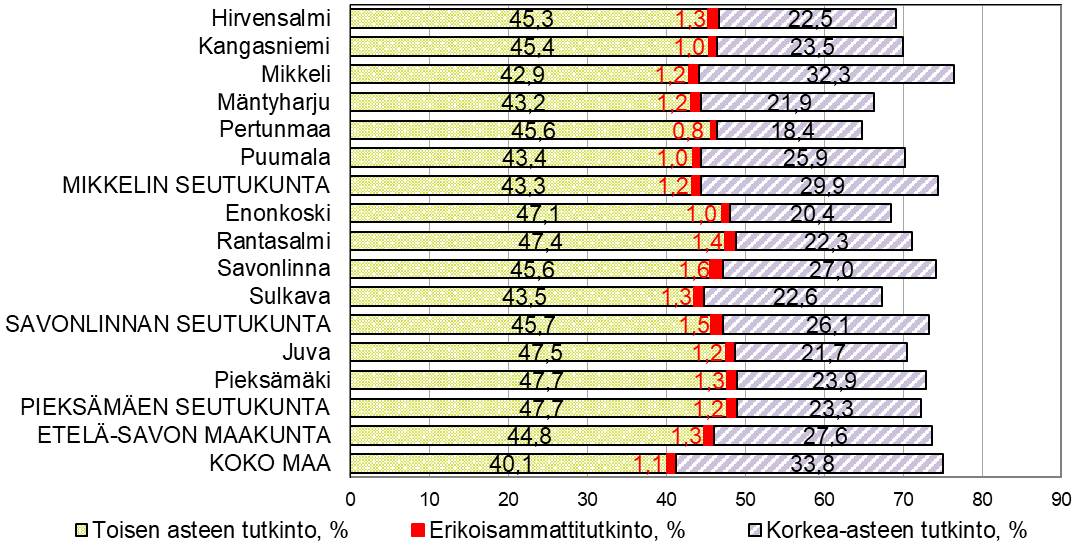 Hirvensalmi 45,3 1,3 22,5
Kangasniemi 45,4 1,0 23,5
Mikkeli 42,9 1,2 32,3
Mäntyharju 43,2 1,2 21,9
Pertunmaa 45,6 0,8 18,4
Puumala 43,4 1,0 25,9
MIKKELIN SEUTUKUNTA 43,3 1,2 29,9
Enonkoski 47,1 1,0 20,4
Rantasalmi 47,4 1,4 22,3
Savonlinna 45,6 1,6 27,0
Sulkava 43,5 1,3 22,6
SAVONLINNAN SEUTUKUNTA 45,7 1,5 26,1
Juva 47,5 1,2 21,7
Pieksämäki 47,7 1,3 23,9
PIEKSÄMÄEN SEUTUKUNTA 47,7 1,2 23,3
ETELÄ-SAVON MAAKUNTA 44,8 1,3 27,6
KOKO MAA 40,1 1,1 33,8
0 10 20 30 40 50 60 70 80 90
Toisen asteen tutkinto, % Erikoisammattitutkinto, % Korkea-asteen tutkinto, %